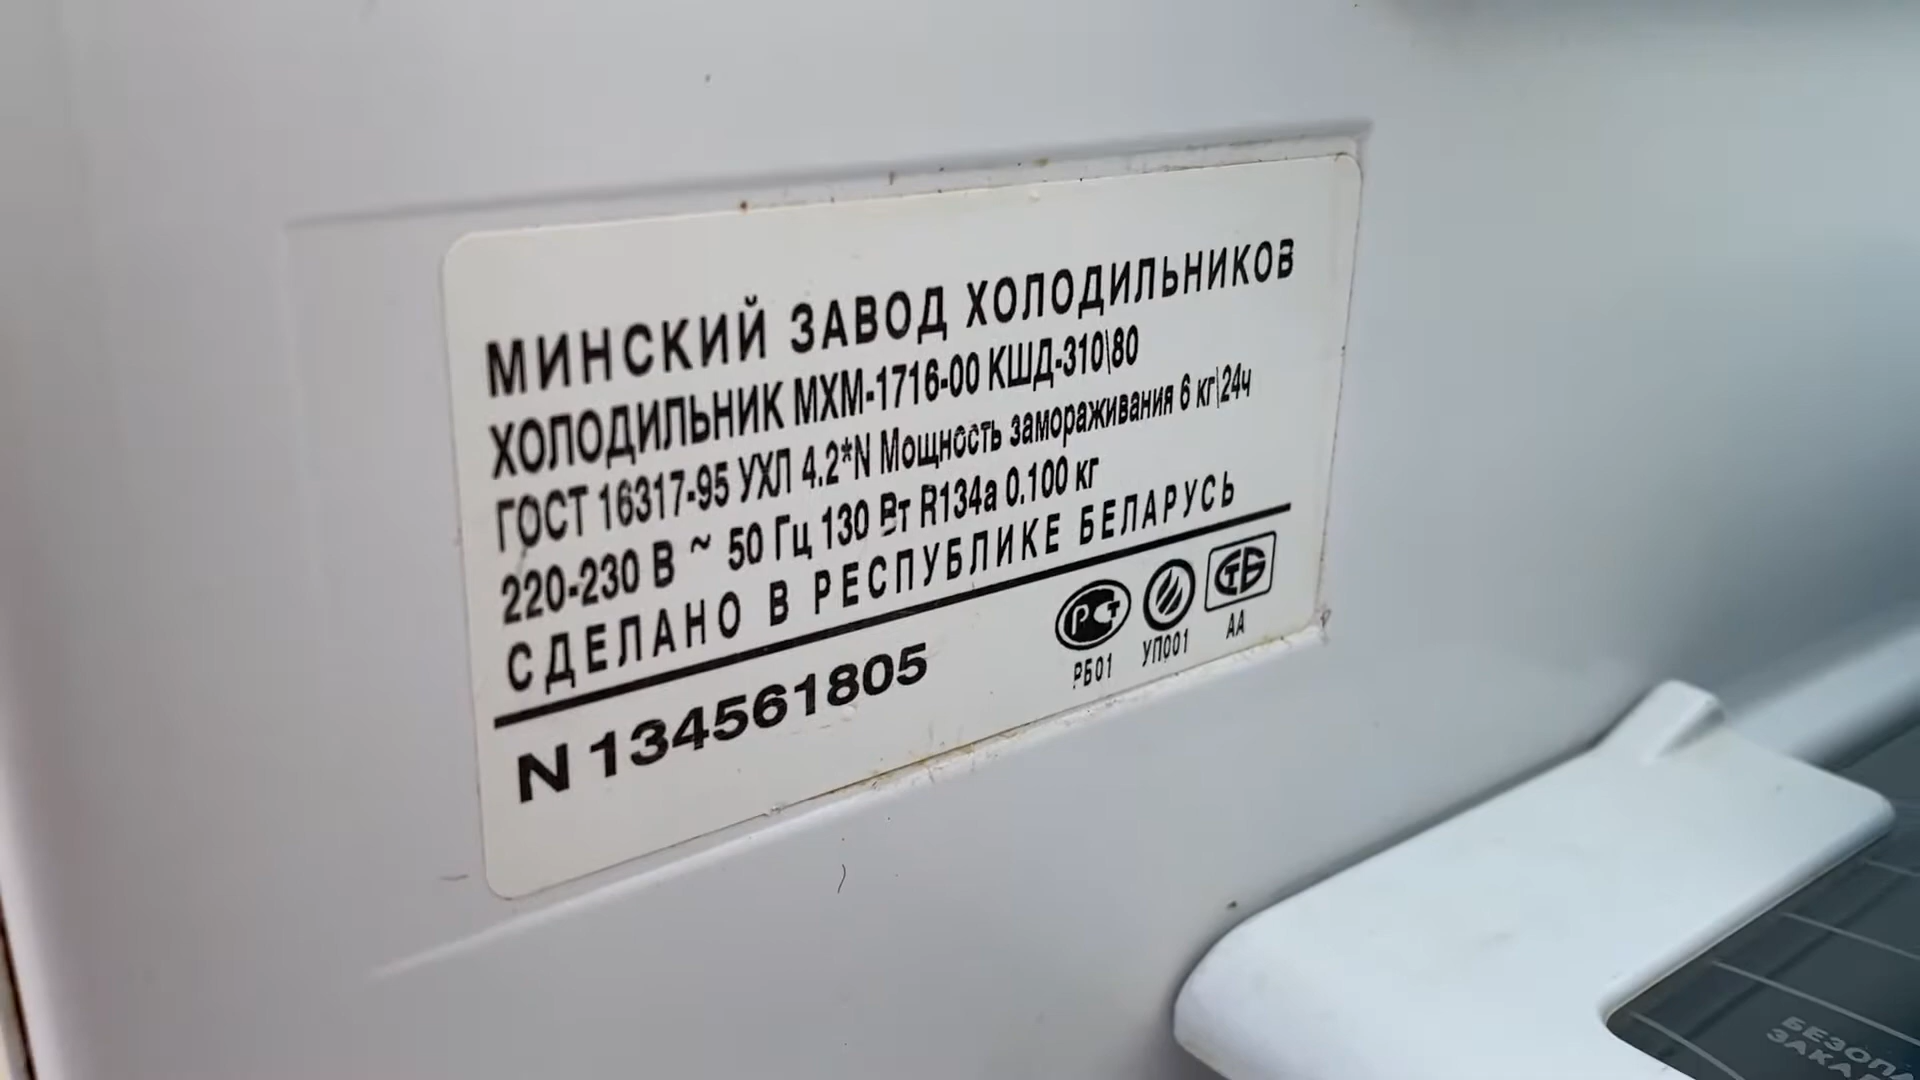 МИНСКИЙ ЗАВОД ХОЛОДИЛЬНИКОВ
ХОЛОДИЛЬНИК МХМ-1716-00 КШД-310\80
ГОСТ 16317-95 УХЛ 4.2*N Мощность замораживания 6 кг\24ч
220-230 В ~ 50 Гц 130 Вт R134a 0.100 кг
СДЕЛАНО В РЕСПУБЛИКЕ БЕЛАРУСЬ
N 134561805
РСТ СТБ
РБ01 УП001 АА